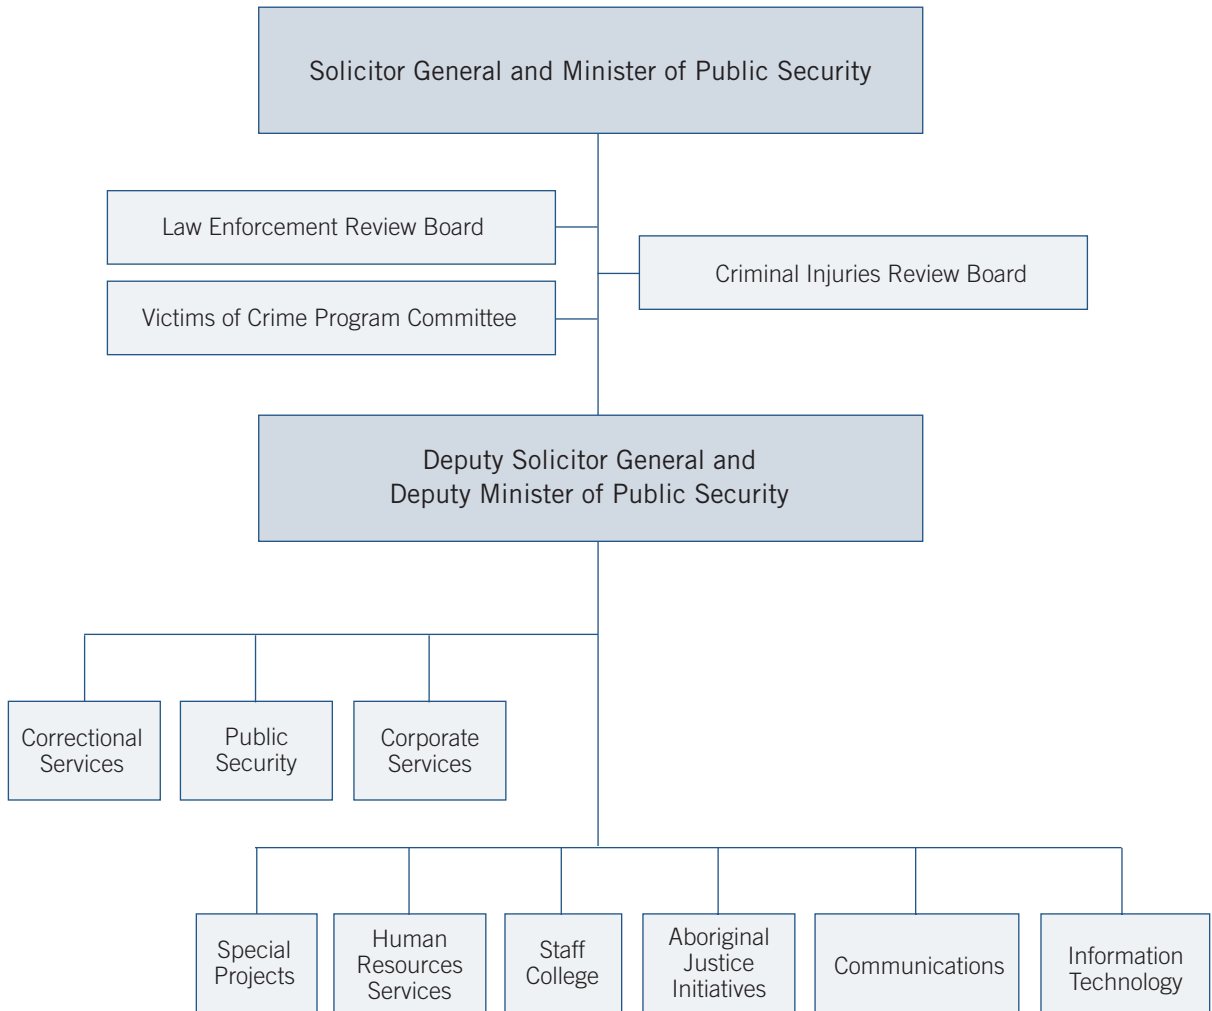 Solicitor General and Minister of Public Security
Law Enforcement Review Board
Criminal Injuries Review Board
Victims of Crime Program Committee
Deputy Solicitor General and
Deputy Minister of Public Security
Correctional
Services
Public
Security
Corporate
Services
Special
Projects
Human
Resources
Services
Staff
College
Aboriginal
Justice
Initiatives
Communications
Information
Technology